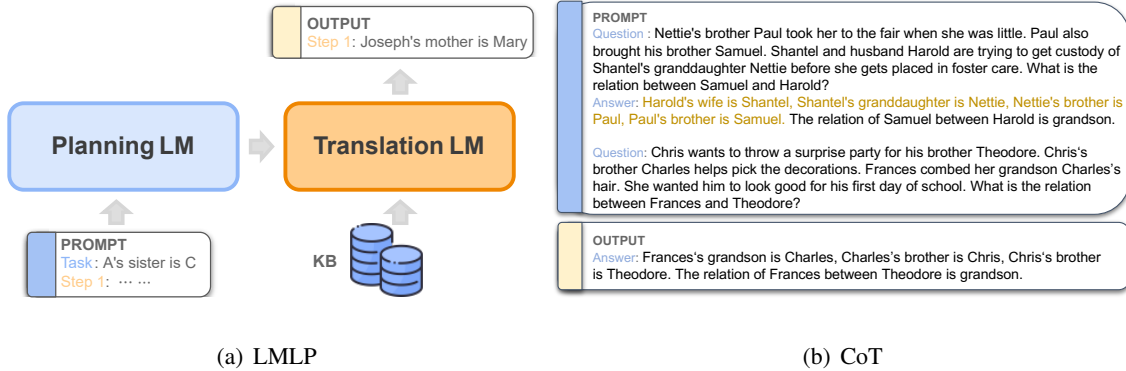 OUTPUT
Step 1: Joseph's mother is Mary
Planning LM
Translation LM
PROMPT
Task: A's sister is C
Step 1: ... ...
KB
(a) LMLP
PROMPT
Question : Nettie's brother Paul took her to the fair when she was little. Paul also
brought his brother Samuel. Shantel and husband Harold are trying to get custody of
Shantel's granddaughter Nettie before she gets placed in foster care. What is the
relation between Samuel and Harold?
Answer: Harold's wife is Shantel, Shantel's granddaughter is Nettie, Nettie's brother is
Paul, Paul's brother is Samuel. The relation of Samuel between Harold is grandson.
Question: Chris wants to throw a surprise party for his brother Theodore. Chris‘s
brother Charles helps pick the decorations. Frances combed her grandson Charles’s
hair. She wanted him to look good for his first day of school. What is the relation
between Frances and Theodore?
OUTPUT
Answer: Frances‘s grandson is Charles, Charles’s brother is Chris, Chris‘s brother
is Theodore. The relation of Frances between Theodore is grandson.
(b) CoT